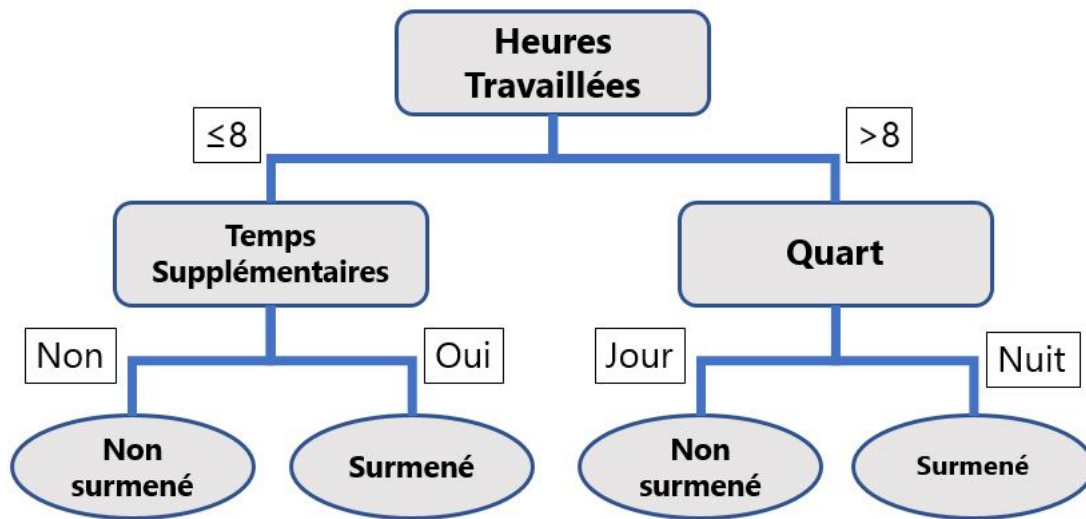 Heures
Travaillées
≤8
>8
Temps
Supplémentaires
Quart
Non
Oui
Jour
Nuit
Non
surmené
Surmené
Non
surmené
Surmené